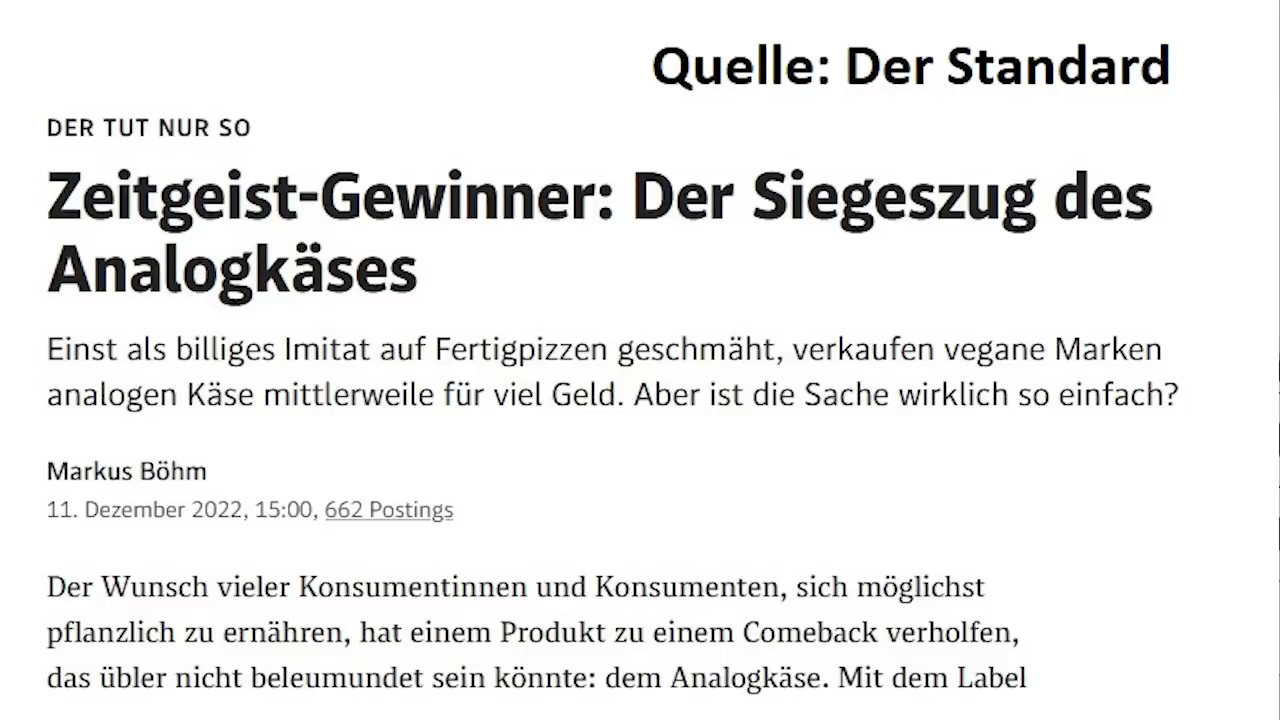 Quelle: Der Standard
DER TUT NUR SO
Zeitgeist-Gewinner: Der Siegeszug des
Analogkäses
Einst als billiges Imitat auf Fertigpizzen geschmäht, verkaufen vegane Marken
analogen Käse mittlerweile für viel Geld. Aber ist die Sache wirklich so einfach?
Markus Böhm
11. Dezember 2022, 15:00, 662 Postings
Der Wunsch vieler Konsumentinnen und Konsumenten, sich möglichst
pflanzlich zu ernähren, hat einem Produkt zu einem Comeback verholfen,
das übler nicht beleumundet sein könnte: dem Analogkäse. Mit dem Label